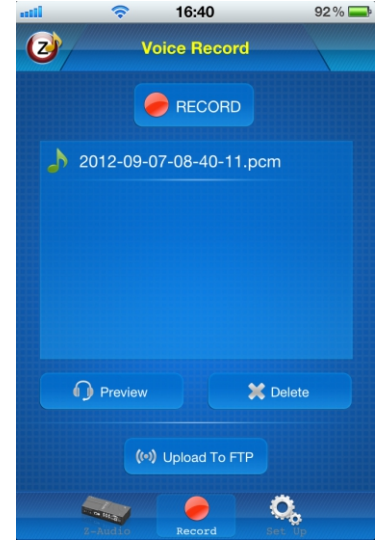 16:40
92%
Z
Voice Record
RECORD
2012-09-07-08-40-11.pcm
Preview
Delete
Upload To FTP
Z-Audio
Record
Set Up